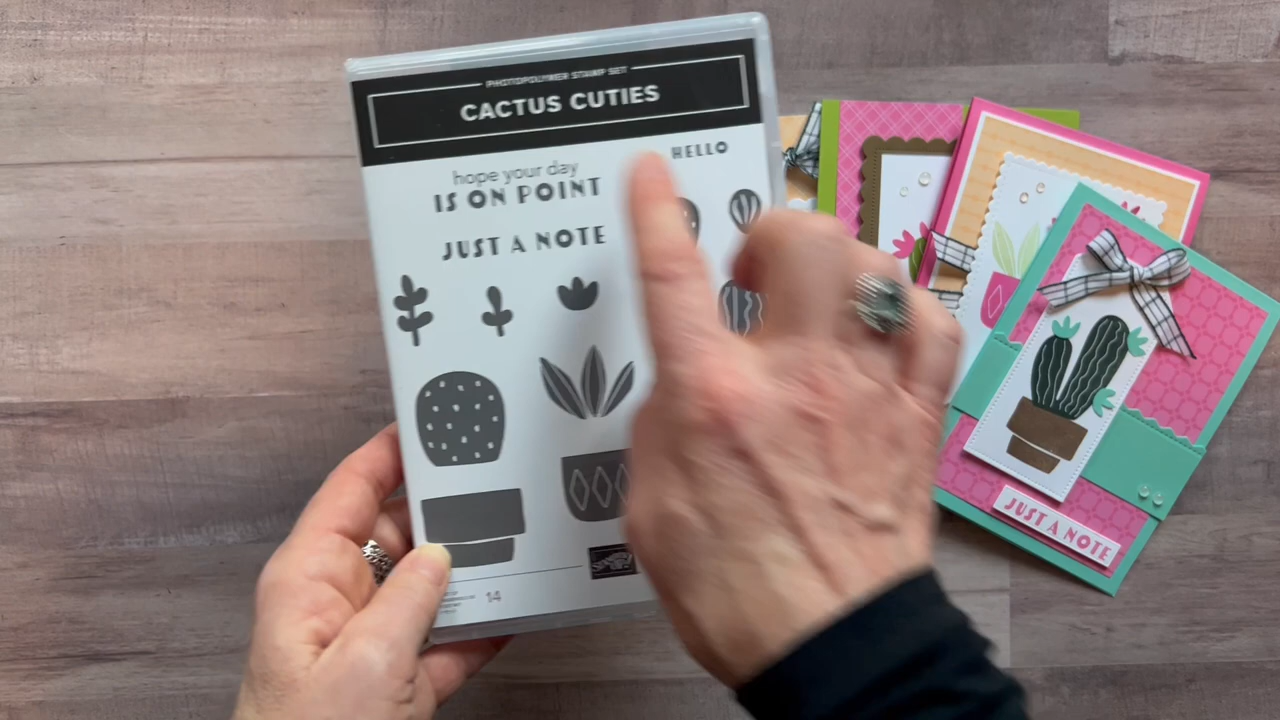 PHOTOPOLYMER STAMP SET
CACTUS CUTIES
HELLO
hope your day
IS ON POINT
JUST A NOTE
14
JUST A NOTE